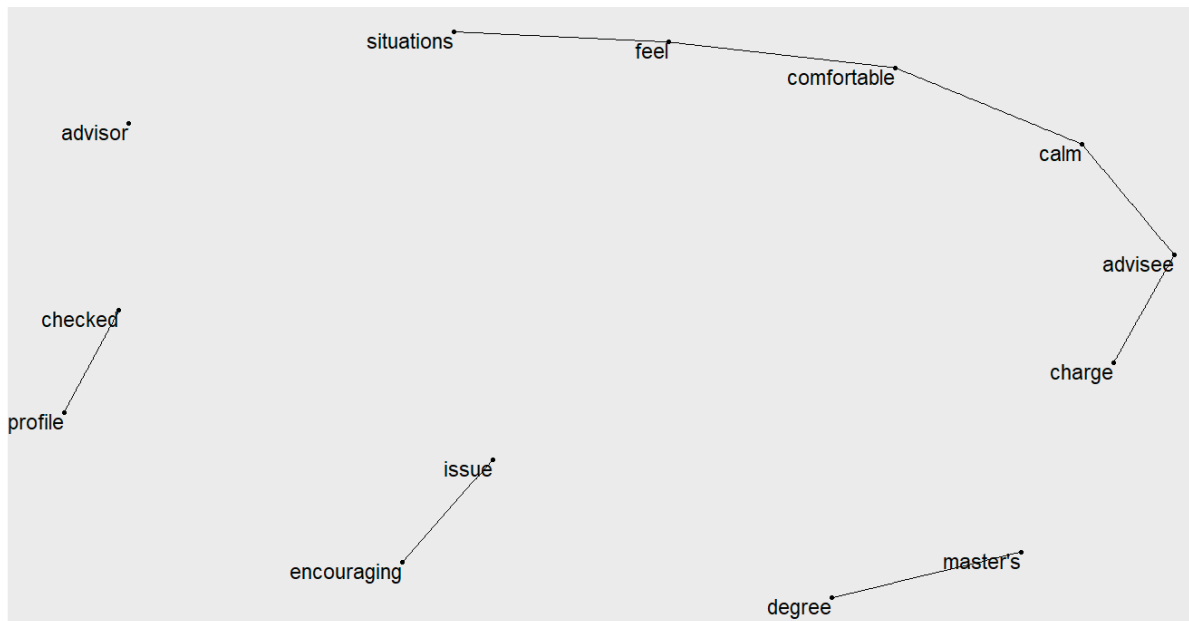 situations
feel
comfortable
advisor
calm
advisee
checked
charge
profile
issue
master's
encouraging
degree